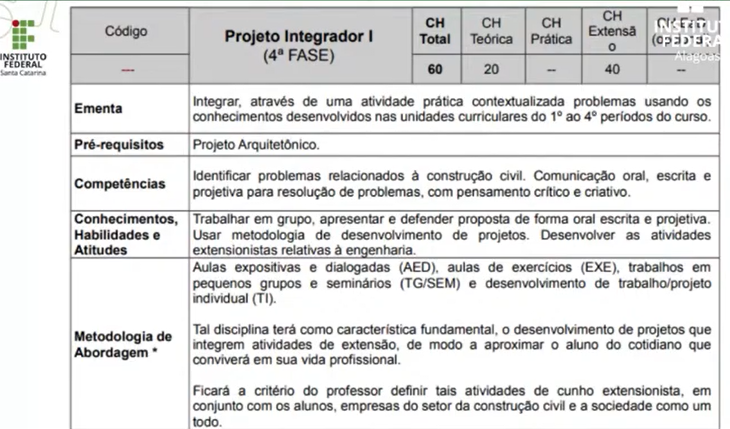 INSTITUTO
FEDERAL
Santa Catarina
INSTITUTO
FEDERAL
Alagoas
Código
Projeto Integrador I
(4ª FASE)
CH
Total
CH
Teórica
CH
Prática
CH
Extensã
o
---
60
20
--
40
--
Ementa
Integrar, através de uma atividade prática contextualizada problemas usando os
conhecimentos desenvolvidos nas unidades curriculares do 1º ao 4º períodos do curso.
Pré-requisitos
Projeto Arquitetônico.
Competências
Identificar problemas relacionados à construção civil. Comunicação oral, escrita e
projetiva para resolução de problemas, com pensamento crítico e criativo.
Conhecimentos,
Habilidades e
Atitudes
Trabalhar em grupo, apresentar e defender proposta de forma oral escrita e projetiva.
Usar metodologia de desenvolvimento de projetos. Desenvolver as atividades
extensionistas relativas à engenharia.
Metodologia de
Abordagem *
Aulas expositivas e dialogadas (AED), aulas de exercícios (EXE), trabalhos em
pequenos grupos e seminários (TG/SEM) e desenvolvimento de trabalho/projeto
individual (TI).
Tal disciplina terá como característica fundamental, o desenvolvimento de projetos que
integrem atividades de extensão, de modo a aproximar o aluno do cotidiano que
conviverá em sua vida profissional.
Ficará a critério do professor definir tais atividades de cunho extensionista, em
conjunto com os alunos, empresas do setor da construção civil e a sociedade como um
todo.